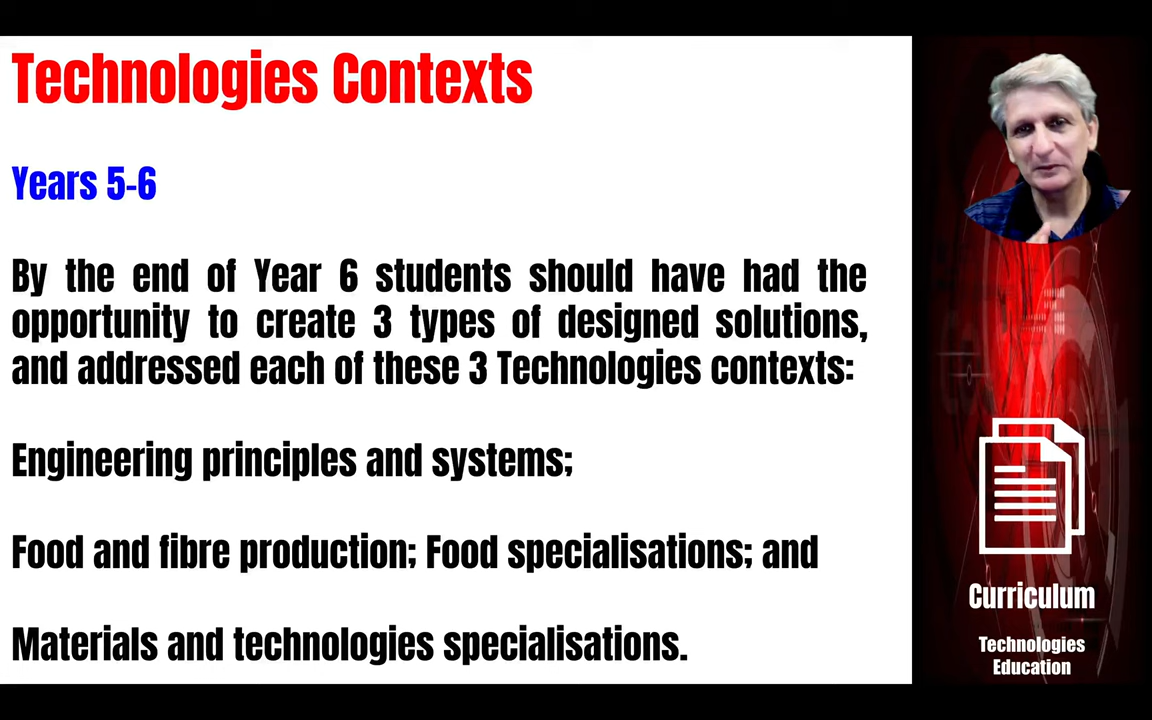 Technologies Contexts
Years 5-6
By the end of Year 6 students should have had the
opportunity to create 3 types of designed solutions,
and addressed each of these 3 Technologies contexts:
Engineering principles and systems;
Food and fibre production; Food specialisations; and
Materials and technologies specialisations.
Curriculum
Technologies
Education